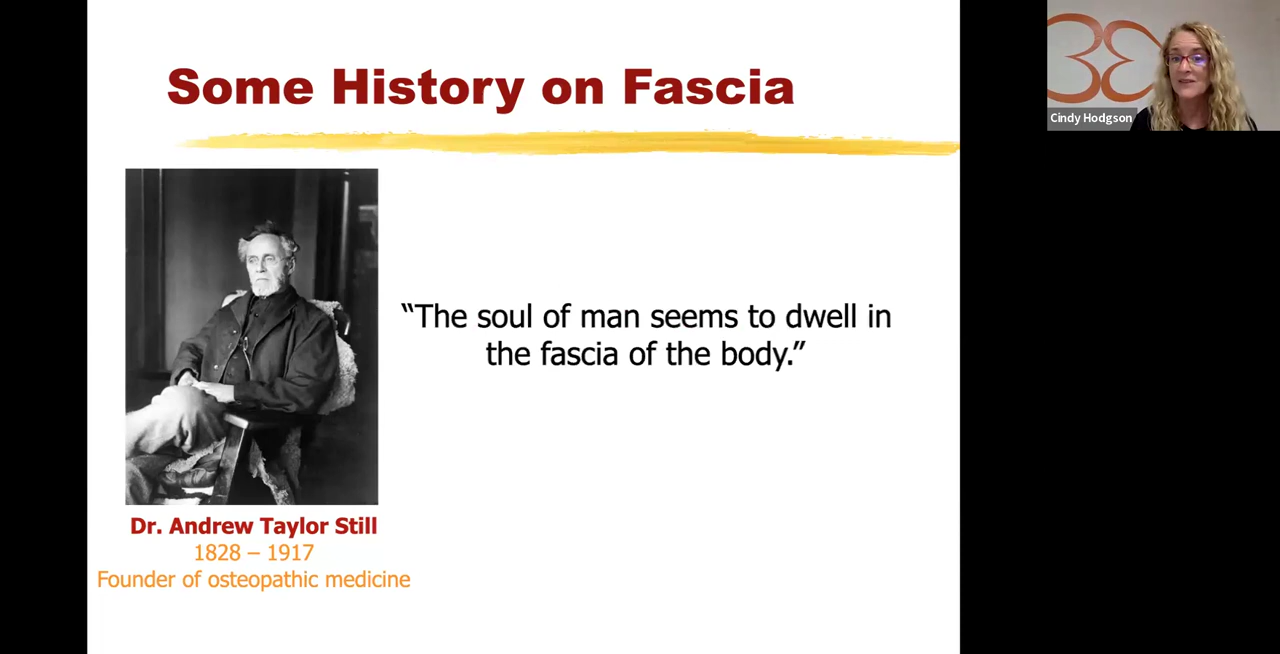 Some History on Fascia
“The soul of man seems to dwell in
the fascia of the body.”
Dr. Andrew Taylor Still
1828 – 1917
Founder of osteopathic medicine
Cindy Hodgson